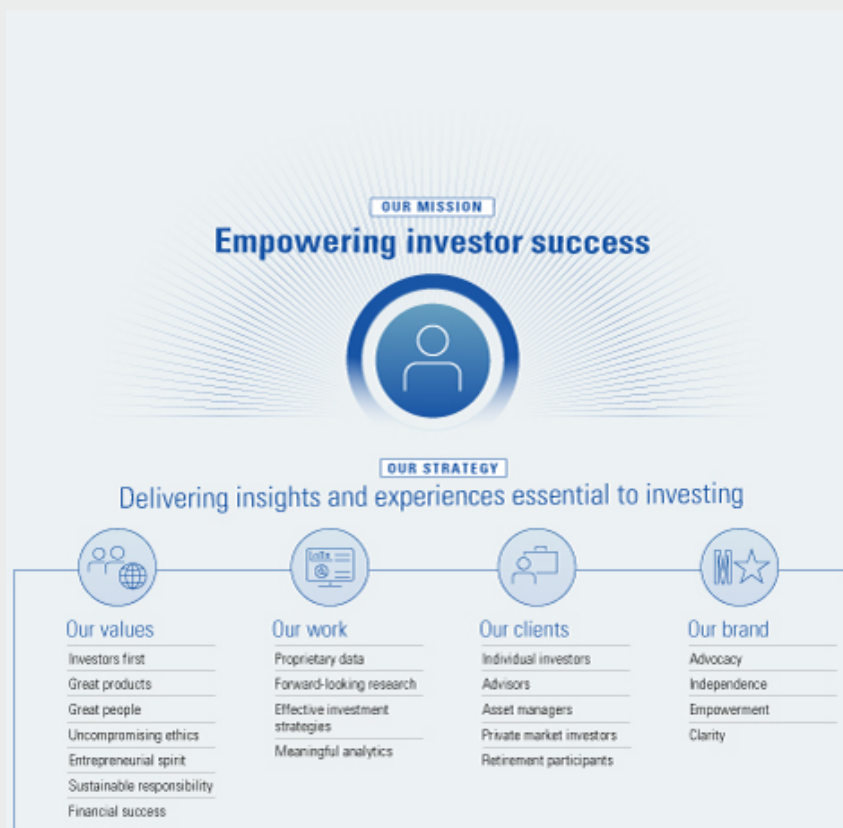 OUR MISSION
Empowering investor success
OUR STRATEGY
Delivering insights and experiences essential to investing
Our values
Investors first
Great products
Great people
Uncompromising ethics
Entrepreneurial spirit
Sustainable responsibility
Financial success
Our work
Proprietary data
Forward-looking research
Effective investment
strategies
Meaningful analytics
Our clients
Individual investors
Advisors
Asset managers
Private market investors
Retirement participants
Our brand
Advocacy
Independence
Empowerment
Clarity